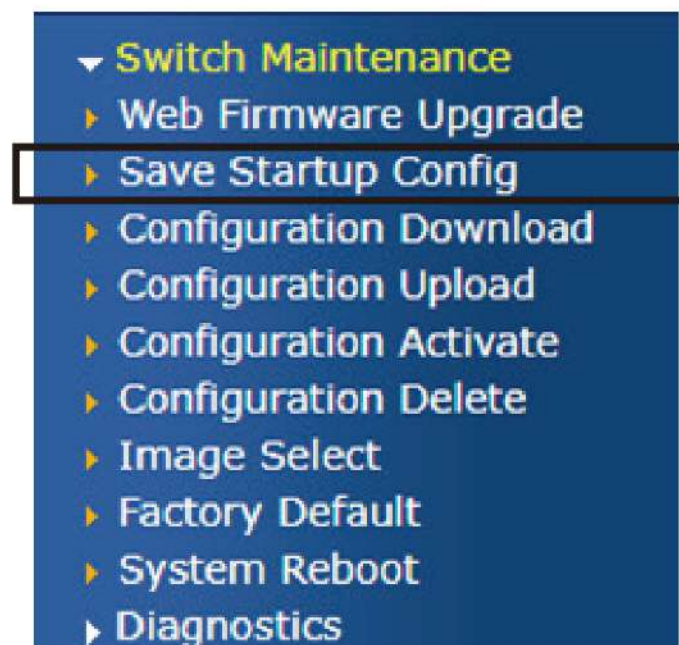 Switch Maintenance
Web Firmware Upgrade
Save Startup Config
Configuration Download
Configuration Upload
Configuration Activate
Configuration Delete
Image Select
Factory Default
System Reboot
Diagnostics